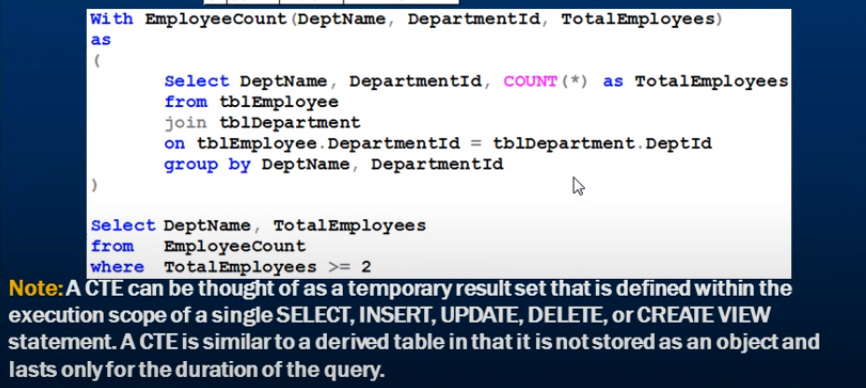 With EmployeeCount(DeptName, DepartmentId, TotalEmployees)
as
(
Select DeptName, DepartmentId, COUNT(*) as TotalEmployees
from tblEmployee
join tblDepartment
on tblEmployee.DepartmentId = tblDepartment.DeptId
group by DeptName, DepartmentId
)
Select DeptName, TotalEmployees
from EmployeeCount
where TotalEmployees >= 2
Note: A CTE can be thought of as a temporary result set that is defined within the
execution scope of a single SELECT, INSERT, UPDATE, DELETE, or CREATE VIEW
statement. A CTE is similar to a derived table in that it is not stored as an object and
lasts only for the duration of the query.